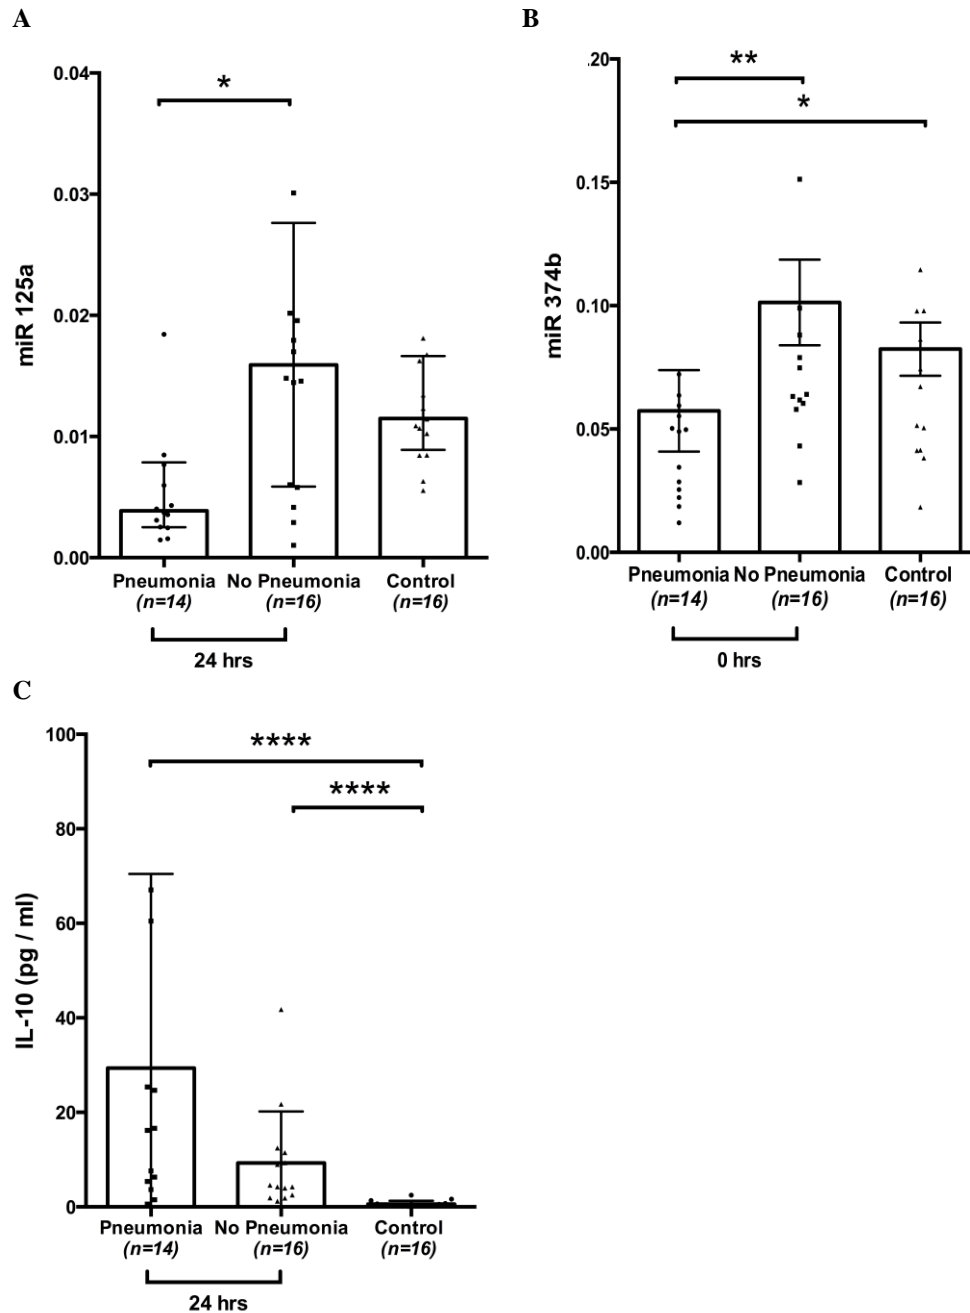 A
0.04
0.03
0.02
0.01
0.00
miR 125a
*
Pneumonia No Pneumonia Control
(n=14) (n=16) (n=16)
24 hrs
B
.20
0.15
0.10
0.05
0.00
miR 374b
**
*
Pneumonia No Pneumonia Control
(n=14) (n=16) (n=16)
0 hrs
C
100
80
60
40
20
0
IL-10 (pg / ml)
****
****
Pneumonia No Pneumonia Control
(n=14) (n=16) (n=16)
24 hrs